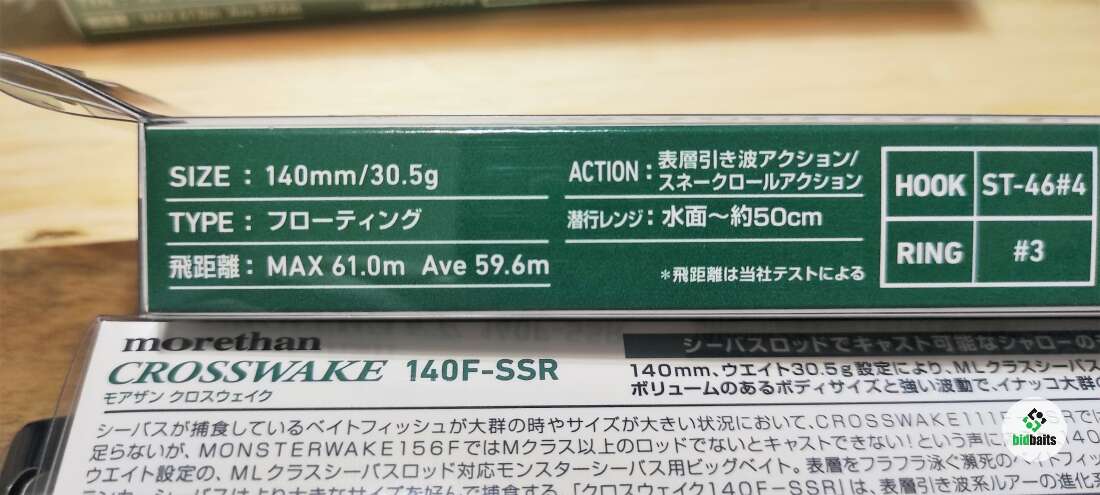 SIZE : 140mm/30.5g
TYPE : フローティング
飛距離 : MAX 61.0m Ave 59.6m
ACTION : 表層引き波アクション/
スネークロールアクション
潜行レンジ : 水面〜約50cm
*飛距離は当社テストによる
HOOK ST-46#4
RING #3
morethan
CROSSWAKE 140F-SSR
モアザン クロスウェイク
シーバスロッドでキャスト可能なシャローの
140mm、ウエイト30.5g設定により、MLクラスシーバス
ボリュームのあるボディサイズと強い波動で、イナッコ大群の
シーバスが捕食しているベイトフィッシュが大群の時やサイズが大きい状況において、CROSSWAKE111F
足らないが、MONSTERWAKE156FではMクラス以上のロッドでないとキャストできない!という声に
ウエイト設定の、MLクラスシーバスロッド対応モンスターシーバス用ビッグベイト。表層をフラフラ泳ぐ瀕死の
はより大きなサイズを好んで捕食する。「クロスウェイク140F-SSR」は、表層引き波系ルアーの進化
bidbaits